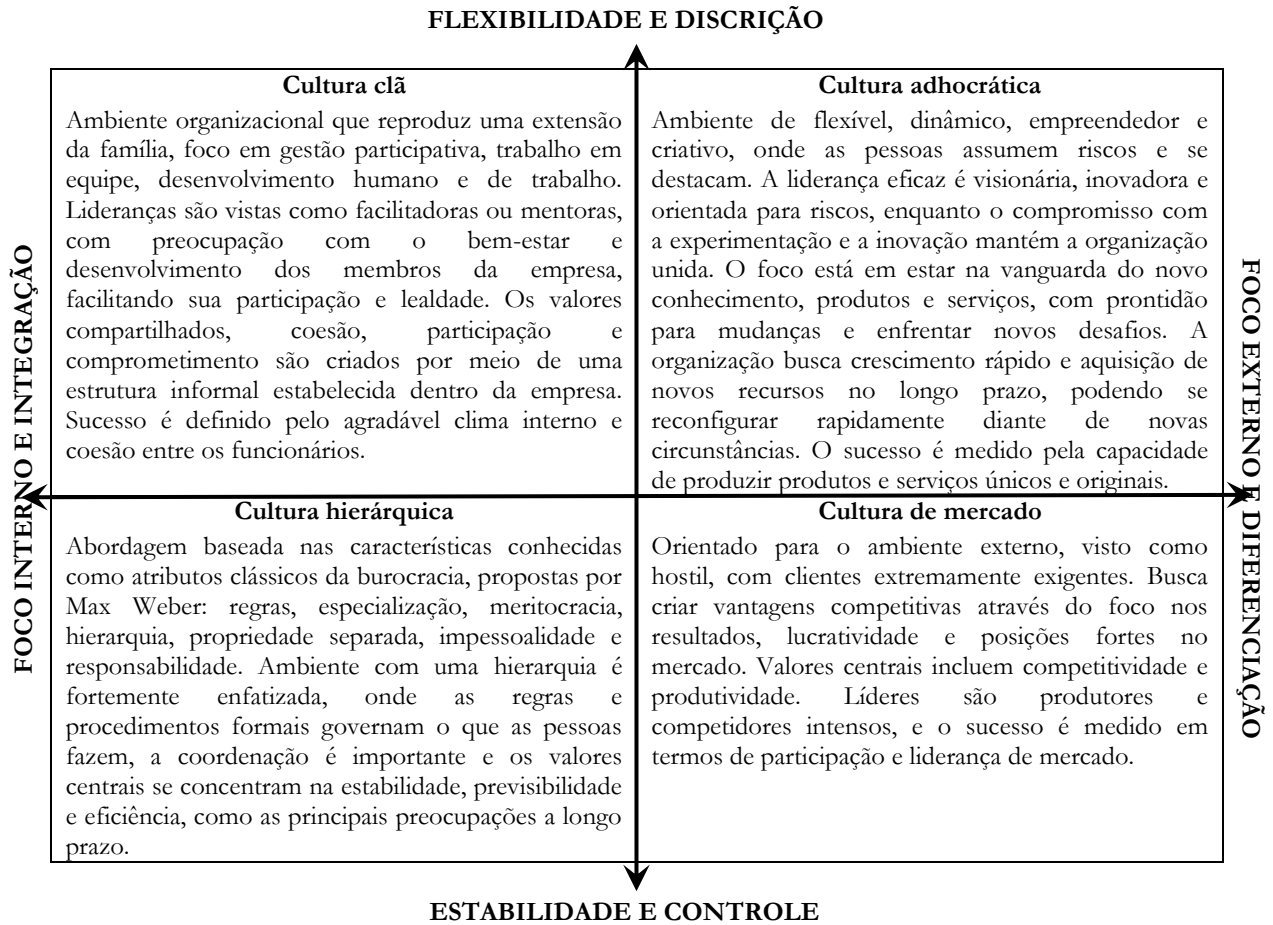 FLEXIBILIDADE E DISCRIÇÃO
Cultura clã
Ambiente organizacional que reproduz uma extensão
da família, foco em gestão participativa, trabalho em
equipe, desenvolvimento humano e de trabalho.
Lideranças são vistas como facilitadoras ou mentoras,
com preocupação com o bem-estar e
desenvolvimento dos membros da empresa,
facilitando sua participação e lealdade. Os valores
compartilhados, coesão, participação e
comprometimento são criados por meio de uma
estrutura informal estabelecida dentro da empresa.
Sucesso é definido pelo agradável clima interno e
coesão entre os funcionários.
Cultura adhocrática
Ambiente de flexível, dinâmico, empreendedor e
criativo, onde as pessoas assumem riscos e se
destacam. A liderança eficaz é visionária, inovadora e
orientada para riscos, enquanto o compromisso com
a experimentação e a inovação mantém a organização
unida. O foco está em estar na vanguarda do novo
conhecimento, produtos e serviços, com prontidão
para mudanças e enfrentar novos desafios. A
organização busca crescimento rápido e aquisição de
novos recursos no longo prazo, podendo se
reconfigurar rapidamente diante de novas
circunstâncias. O sucesso é medido pela capacidade
de produzir produtos e serviços únicos e originais.
FOCO INTERNO E INTEGRAÇÃO
FOCO EXTERNO E DIFERENCIAÇÃO
Cultura hierárquica
Abordagem baseada nas características conhecidas
como atributos clássicos da burocracia, propostas por
Max Weber: regras, especialização, meritocracia,
hierarquia, propriedade separada, impessoalidade e
responsabilidade. Ambiente com uma hierarquia é
fortemente enfatizada, onde as regras e
procedimentos formais governam o que as pessoas
fazem, a coordenação é importante e os valores
centrais se concentram na estabilidade, previsibilidade
e eficiência, como as principais preocupações a longo
prazo.
Cultura de mercado
Orientado para o ambiente externo, visto como
hostil, com clientes extremamente exigentes. Busca
criar vantagens competitivas através do foco nos
resultados, lucratividade e posições fortes no
mercado. Valores centrais incluem competitividade e
produtividade. Líderes são produtores e
competidores intensos, e o sucesso é medido em
termos de participação e liderança de mercado.
ESTABILIDADE E CONTROLE